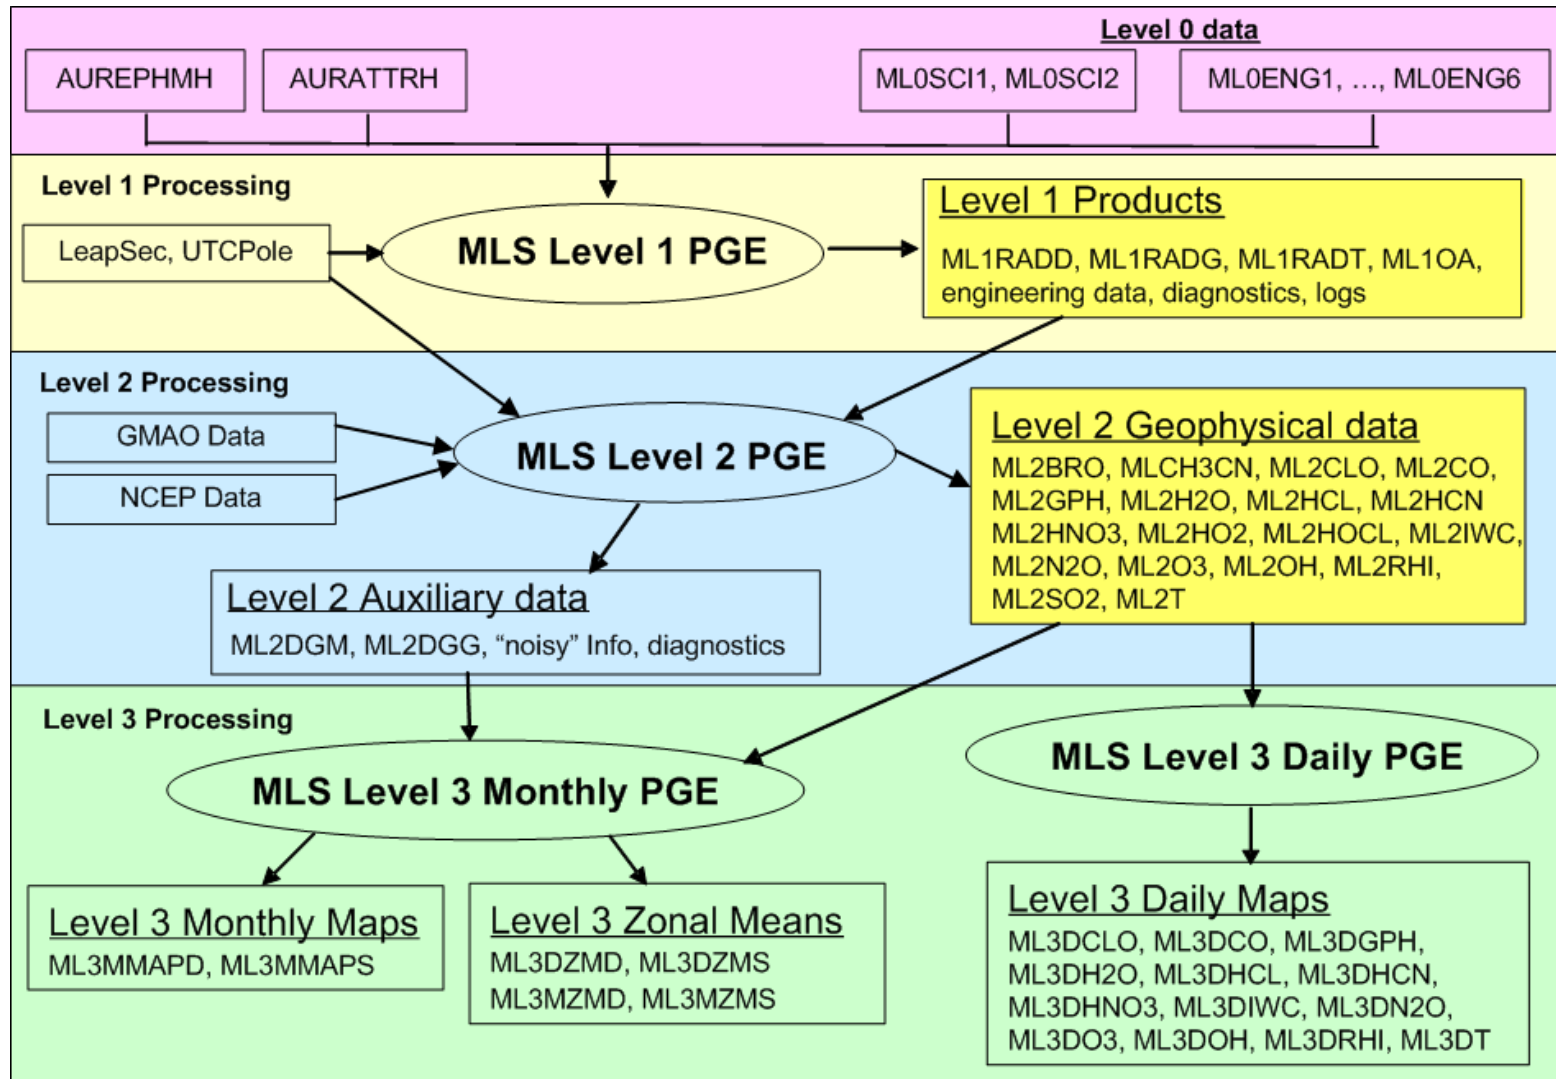 Level 0 data
AUREPHMH
AURATTRH
ML0SCI1, ML0SCI2
ML0ENG1, ..., ML0ENG6
Level 1 Processing
LeapSec, UTCPole
MLS Level 1 PGE
Level 1 Products
ML1RADD, ML1RADG, ML1RADT, ML1OA,
engineering data, diagnostics, logs
Level 2 Processing
GMAO Data
NCEP Data
MLS Level 2 PGE
Level 2 Geophysical data
ML2BRO, MLCH3CN, ML2CLO, ML2CO,
ML2GPH, ML2H2O, ML2HCL, ML2HCN
ML2HNO3, ML2HO2, ML2HOCL, ML2IWC,
ML2N2O, ML2O3, ML2OH, ML2RHI,
ML2SO2, ML2T
Level 2 Auxiliary data
ML2DGM, ML2DGG, “noisy” Info, diagnostics
Level 3 Processing
MLS Level 3 Monthly PGE
MLS Level 3 Daily PGE
Level 3 Monthly Maps
ML3MMAPD, ML3MMAPS
Level 3 Zonal Means
ML3DZMD, ML3DZMS
ML3MZMD, ML3MZMS
Level 3 Daily Maps
ML3DCLO, ML3DCO, ML3DGPH,
ML3DH2O, ML3DHCL, ML3DHCN,
ML3DHNO3, ML3DIWC, ML3DN2O,
ML3DO3, ML3DOH, ML3DRHI, ML3DT